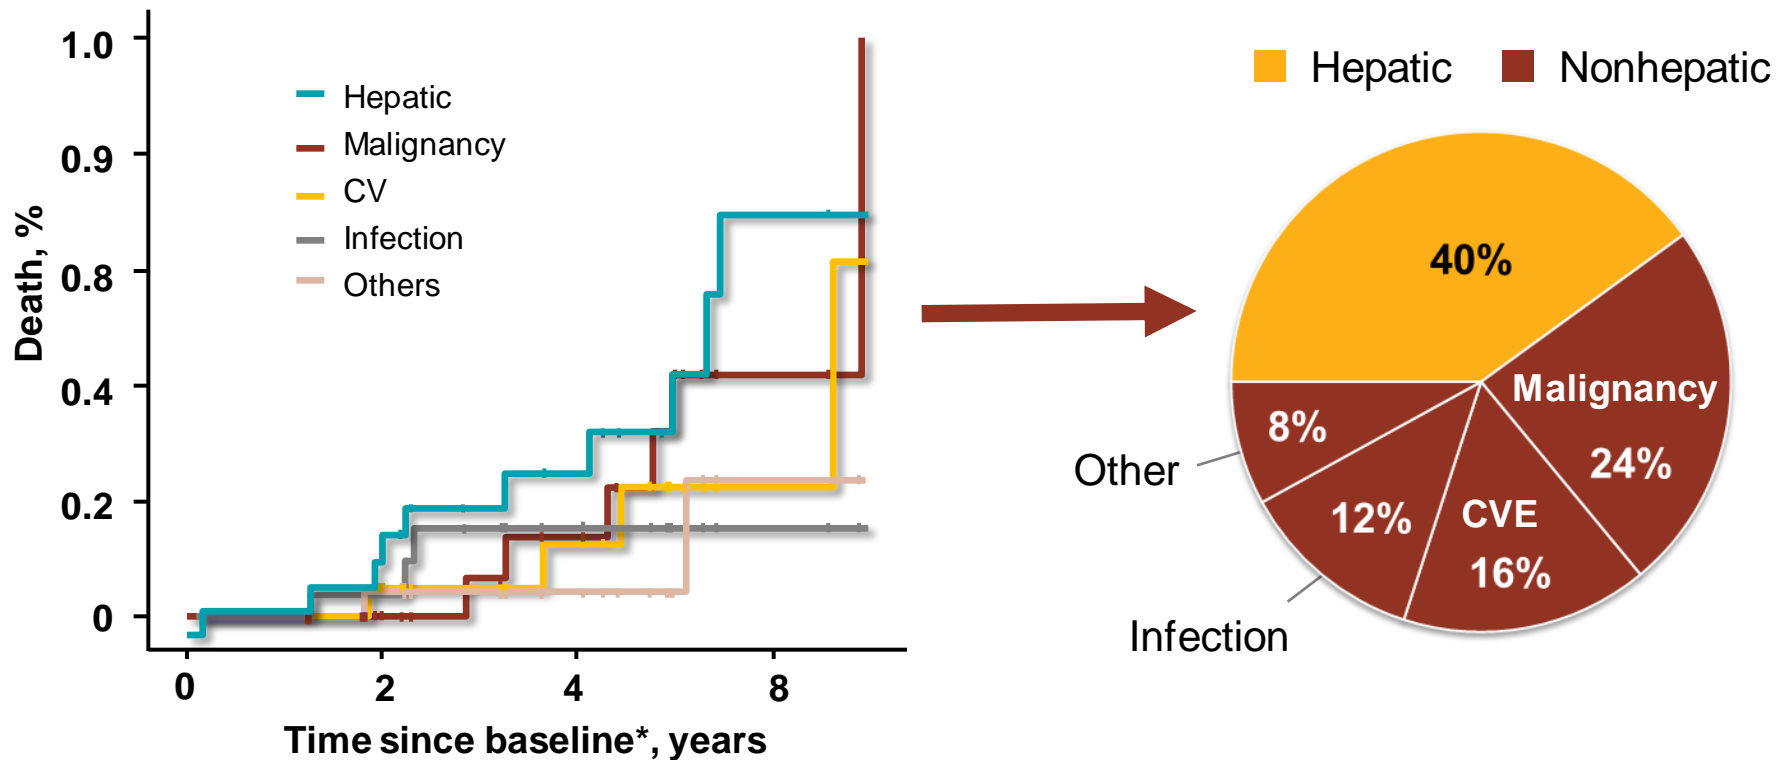 1.0
0.9
0.8
0.4
0.2
0
Death, %
Hepatic
Malignancy
CV
Infection
Others
0 2 4 8
Time since baseline*, years
Hepatic Nonhepatic
40%
Malignancy
24%
CVE
16%
12%
8%
Other
Infection